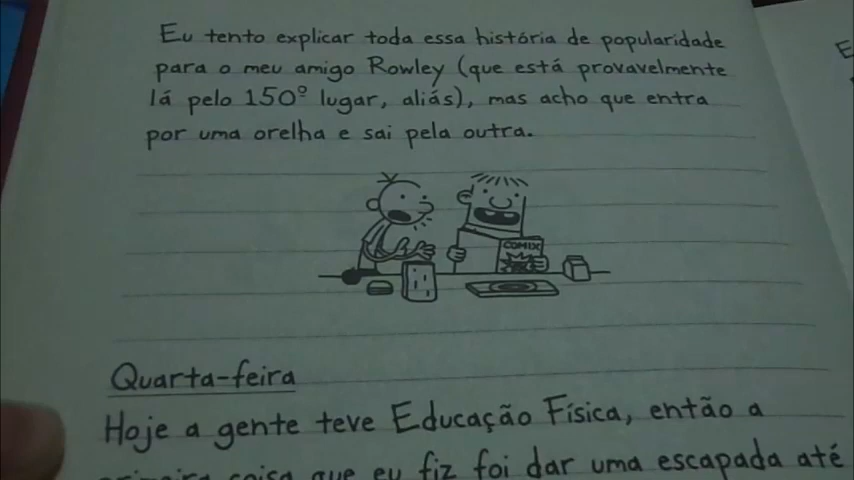 Eu tento explicar toda essa história de popularidade
para o meu amigo Rowley (que está provavelmente
lá pelo 150º lugar, aliás), mas acho que entra
por uma orelha e sai pela outra.
COMIX
Quarta-feira
Hoje a gente teve Educação Física, então a
primeira coisa que eu fiz foi dar uma escapada até
E